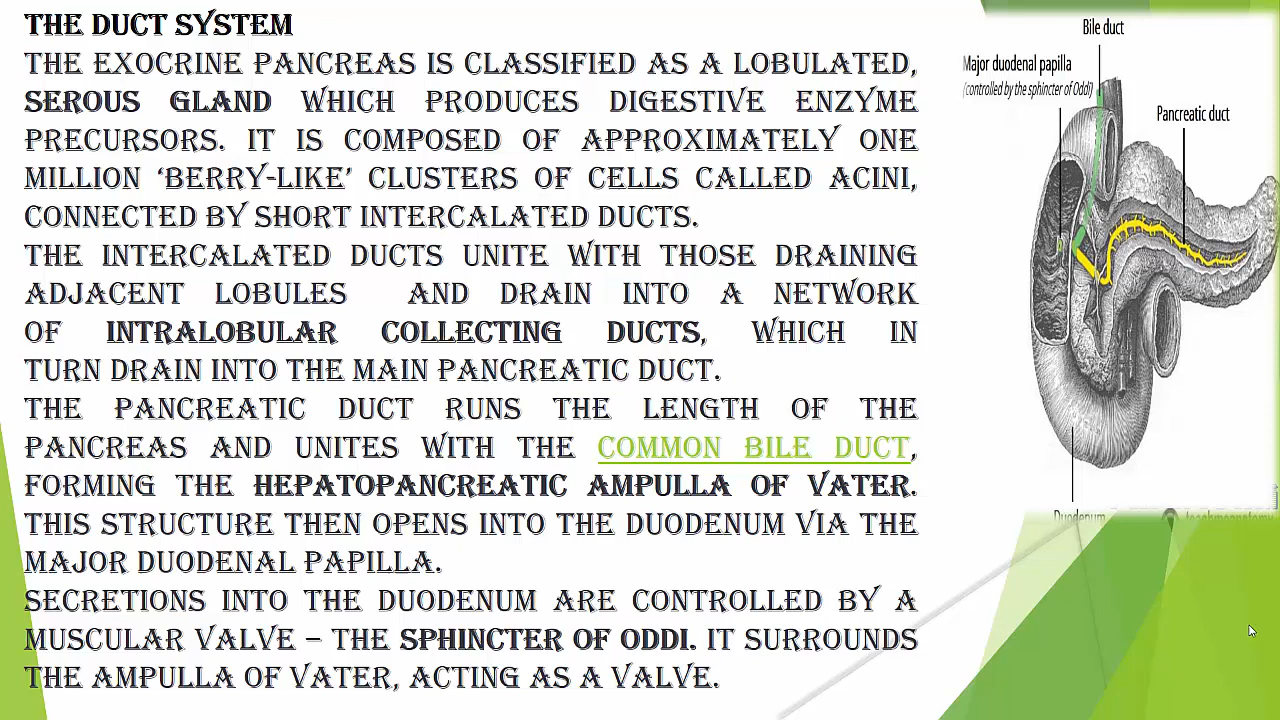 THE DUCT SYSTEM
THE EXOCRINE PANCREAS IS CLASSIFIED AS A LOBULATED,
SEROUS GLAND WHICH PRODUCES DIGESTIVE ENZYME
PRECURSORS. IT IS COMPOSED OF APPROXIMATELY ONE
MILLION ‘BERRY-LIKE’ CLUSTERS OF CELLS CALLED ACINI,
CONNECTED BY SHORT INTERCALATED DUCTS.
THE INTERCALATED DUCTS UNITE WITH THOSE DRAINING
ADJACENT LOBULES AND DRAIN INTO A NETWORK
OF INTRALOBULAR COLLECTING DUCTS, WHICH IN
TURN DRAIN INTO THE MAIN PANCREATIC DUCT.
THE PANCREATIC DUCT RUNS THE LENGTH OF THE
PANCREAS AND UNITES WITH THE COMMON BILE DUCT,
FORMING THE HEPATOPANCREATIC AMPULLA OF VATER.
THIS STRUCTURE THEN OPENS INTO THE DUODENUM VIA THE
MAJOR DUODENAL PAPILLA.
SECRETIONS INTO THE DUODENUM ARE CONTROLLED BY A
MUSCULAR VALVE – THE SPHINCTER OF ODDI. IT SURROUNDS
THE AMPULLA OF VATER, ACTING AS A VALVE.
Bile duct
Major duodenal papilla
(controlled by the sphincter of Oddi)
Pancreatic duct
Duodenum